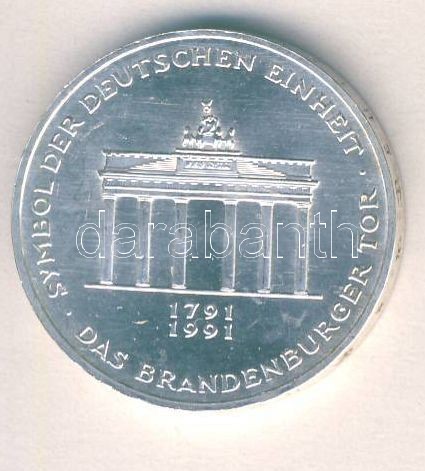 SYMBOL DER DEUTSCHEN EINHEIT ·
DAS BRANDENBURGER TOR ·
1791
1991
darabanth